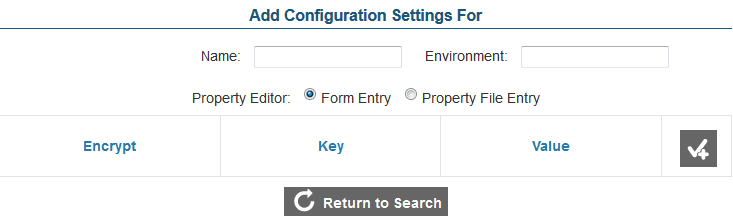 Add Configuration Settings For
Name: Environment:
Property Editor: Form Entry Property File Entry
Encrypt Key Value
Return to Search